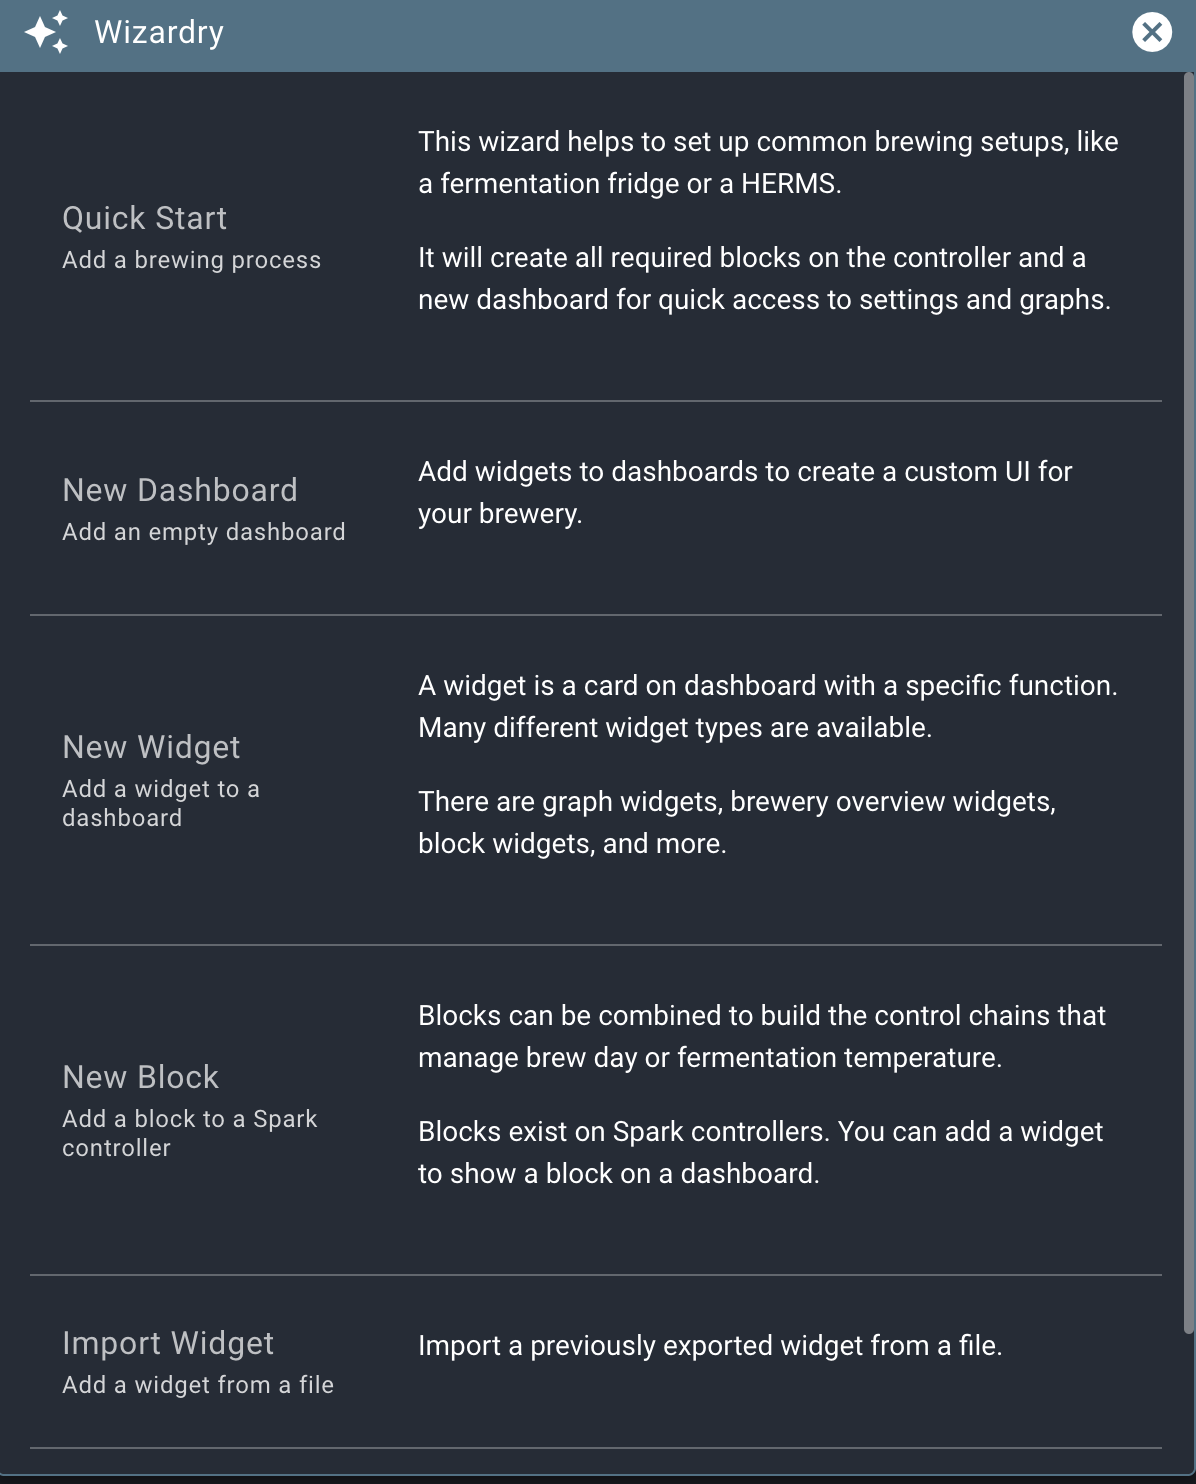 Wizardry
Quick Start
Add a brewing process
This wizard helps to set up common brewing setups, like
a fermentation fridge or a HERMS.
It will create all required blocks on the controller and a
new dashboard for quick access to settings and graphs.
New Dashboard
Add an empty dashboard
Add widgets to dashboards to create a custom UI for
your brewery.
New Widget
Add a widget to a
dashboard
A widget is a card on dashboard with a specific function.
Many different widget types are available.
There are graph widgets, brewery overview widgets,
block widgets, and more.
New Block
Add a block to a Spark
controller
Blocks can be combined to build the control chains that
manage brew day or fermentation temperature.
Blocks exist on Spark controllers. You can add a widget
to show a block on a dashboard.
Import Widget
Add a widget from a file
Import a previously exported widget from a file.